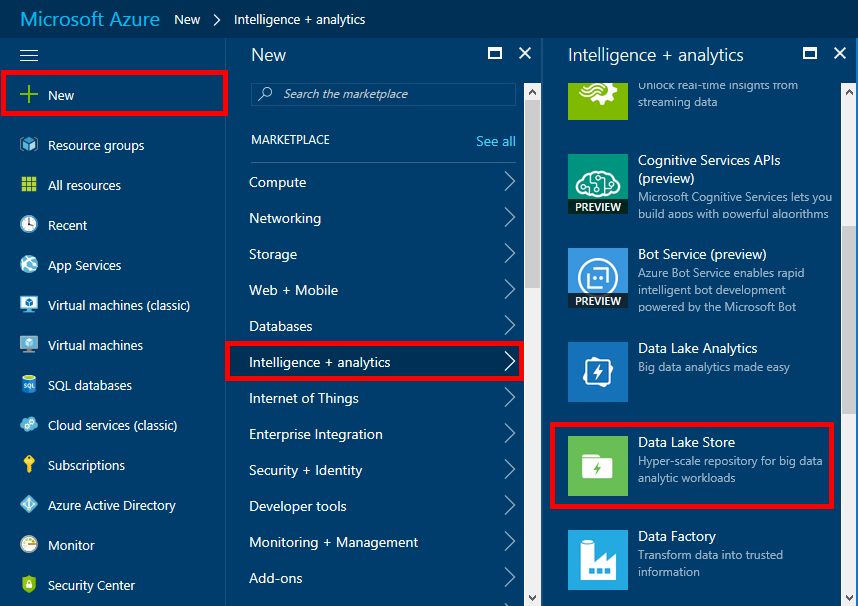 Microsoft Azure New > Intelligence + analytics
New
Resource groups
All resources
Recent
App Services
Virtual machines (classic)
Virtual machines
SQL databases
Cloud services (classic)
Subscriptions
Azure Active Directory
Monitor
Security Center
New
Search the marketplace
MARKETPLACE See all
Compute
Networking
Storage
Web + Mobile
Databases
Intelligence + analytics
Internet of Things
Enterprise Integration
Security + Identity
Developer tools
Monitoring + Management
Add-ons
Intelligence + analytics
Unlock real-time insights from
streaming data
Cognitive Services APIs
(preview)
Microsoft Cognitive Services lets you
build apps with powerful algorithms
PREVIEW
Bot Service (preview)
Azure Bot Service enables rapid
intelligent bot development
powered by the Microsoft Bot
PREVIEW
Data Lake Analytics
Big data analytics made easy
Data Lake Store
Hyper-scale repository for big data
analytic workloads
Data Factory
Transform data into trusted
information
SQL